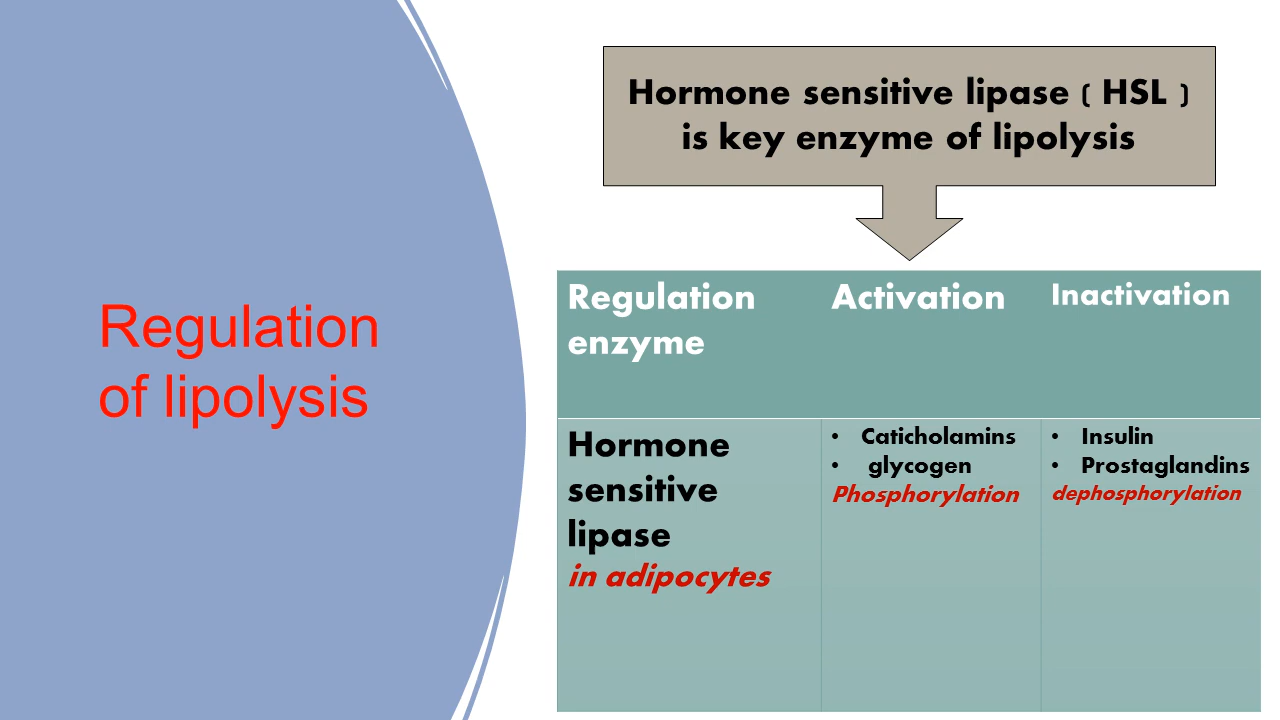 Regulation
of lipolysis
Hormone sensitive lipase ( HSL )
is key enzyme of lipolysis
Regulation
enzyme
Activation
Inactivation
Hormone
sensitive
lipase
in adipocytes
• Caticholamins
• glycogen
Phosphorylation
• Insulin
• Prostaglandins
dephosphorylation